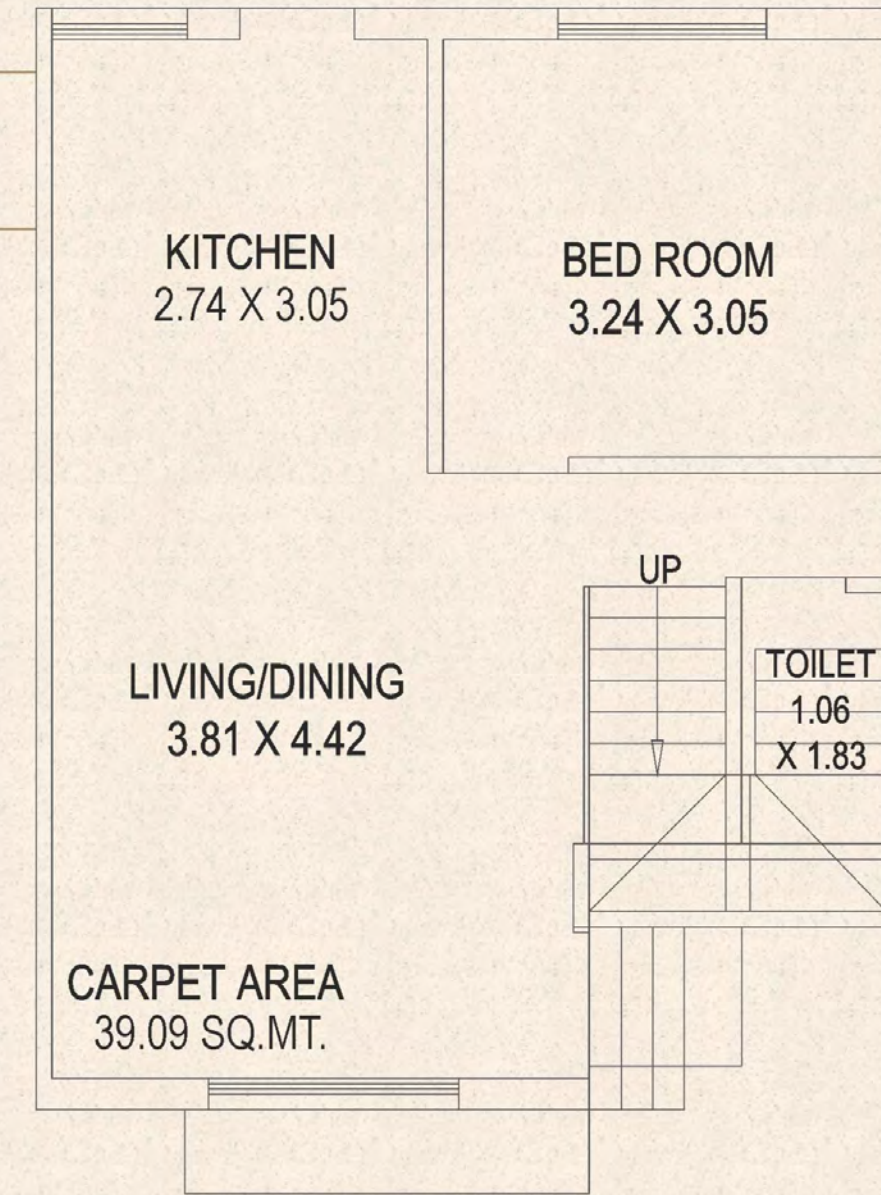 KITCHEN
2.74 X 3.05
BED ROOM
3.24 X 3.05
UP
LIVING/DINING
3.81 X 4.42
TOILET
1.06
X 1.83
CARPET AREA
39.09 SQ.MT.